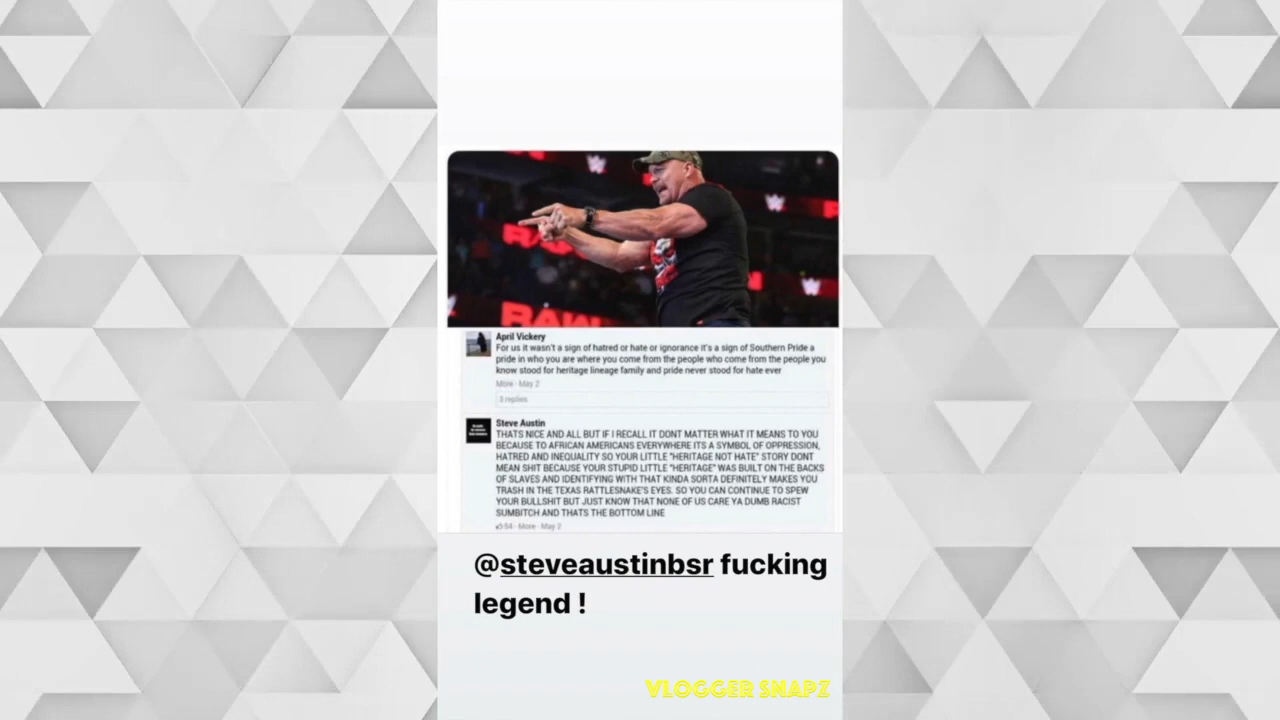 RAW
RAW
April Vickery
For us it wasn't a sign of hatred or hate or ignorance it's a sign of Southern Pride a
pride in who you are where you come from the people who come from the people you
know stood for heritage lineage family and pride never stood for hate ever
More · May 2
3 replies
Steve Austin
THATS NICE AND ALL BUT IF I RECALL IT DONT MATTER WHAT IT MEANS TO YOU
BECAUSE TO AFRICAN AMERICANS EVERYWHERE ITS A SYMBOL OF OPPRESSION,
HATRED AND INEQUALITY SO YOUR LITTLE "HERITAGE NOT HATE" STORY DONT
MEAN SHIT BECAUSE YOUR STUPID LITTLE "HERITAGE" WAS BUILT ON THE BACKS
OF SLAVES AND IDENTIFYING WITH THAT KINDA SORTA DEFINITELY MAKES YOU
TRASH IN THE TEXAS RATTLESNAKE'S EYES. SO YOU CAN CONTINUE TO SPEW
YOUR BULLSHIT BUT JUST KNOW THAT NONE OF US CARE YA DUMB RACIST
SUMBITCH AND THATS THE BOTTOM LINE
54 · More · May 2
@steveaustinbsr fucking
legend !
VLOGGER SNAPZ